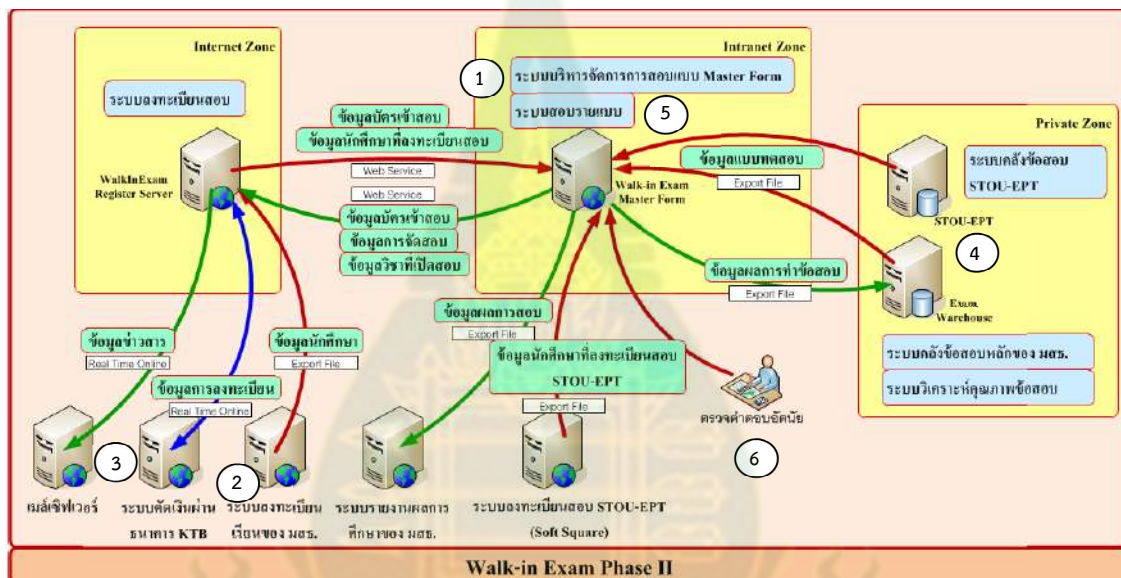 Internet Zone
ระบบลงทะเบียนสอบ
WalkInExam
Register Server
Intranet Zone
1
ระบบบริหารจัดการการสอบแบบ Master Form
ระบบสอบรายแบบ
5
Walk-in Exam
Master Form
Private Zone
ระบบคลังข้อสอบ
STOU-EPT
STOU-EPT
4
Exam
Warehouse
ระบบคลังข้อสอบหลักของ มสธ.
ระบบวิเคราะห์คุณภาพข้อสอบ
ข้อมูลบัตรเข้าสอบ
ข้อมูลนักศึกษาที่ลงทะเบียนสอบ
Web Service
Web Service
ข้อมูลบัตรเข้าสอบ
ข้อมูลการจัดสอบ
ข้อมูลวิชาที่เปิดสอบ
ข้อมูลแบบทดสอบ
Export File
ข้อมูลผลการทำข้อสอบ
Export File
ข้อมูลข่าวสาร
Real Time Online
ข้อมูลการลงทะเบียน
Real Time Online
ข้อมูลนักศึกษา
Export File
ข้อมูลผลการสอบ
Export File
ข้อมูลนักศึกษาที่ลงทะเบียนสอบ
STOU-EPT
Export File
ตรวจคำตอบอัตนัย
6
3
2
เมล์เซิฟเวอร์
ระบบตัดเงินผ่าน
ธนาคาร KTB
ระบบลงทะเบียน
เรียนของ มสธ.
ระบบรายงานผลการ
ศึกษาของ มสธ.
ระบบลงทะเบียนสอบ STOU-EPT
(Soft Square)
Walk-in Exam Phase II